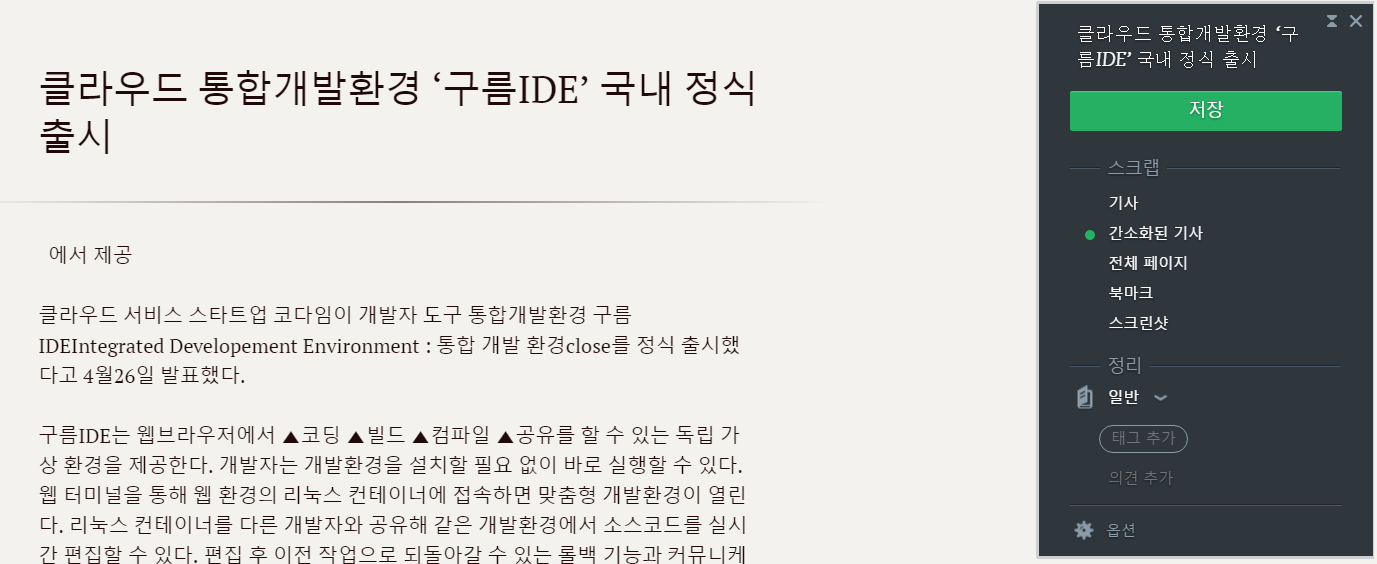 클라우드 통합개발환경 ‘구름IDE’ 국내 정식
출시
에서 제공
클라우드 서비스 스타트업 코다임이 개발자 도구 통합개발환경 구름
IDEIntegrated Developement Environment : 통합 개발 환경close를 정식 출시했
다고 4월26일 발표했다.
구름IDE는 웹브라우저에서 ▲코딩 ▲빌드 ▲컴파일 ▲공유를 할 수 있는 독립 가
상 환경을 제공한다. 개발자는 개발환경을 설치할 필요 없이 바로 실행할 수 있다.
웹 터미널을 통해 웹 환경의 리눅스 컨테이너에 접속하면 맞춤형 개발환경이 열린
다. 리눅스 컨테이너를 다른 개발자와 공유해 같은 개발환경에서 소스코드를 실시
간 편집할 수 있다. 편집 후 이전 작업으로 되돌아갈 수 있는 롤백 기능과 커뮤니케
클라우드 통합개발환경 ‘구
름IDE’ 국내 정식 출시
저장
스크랩
기사
간소화된 기사
전체 페이지
북마크
스크린샷
정리
일반
태그 추가
의견 추가
옵션